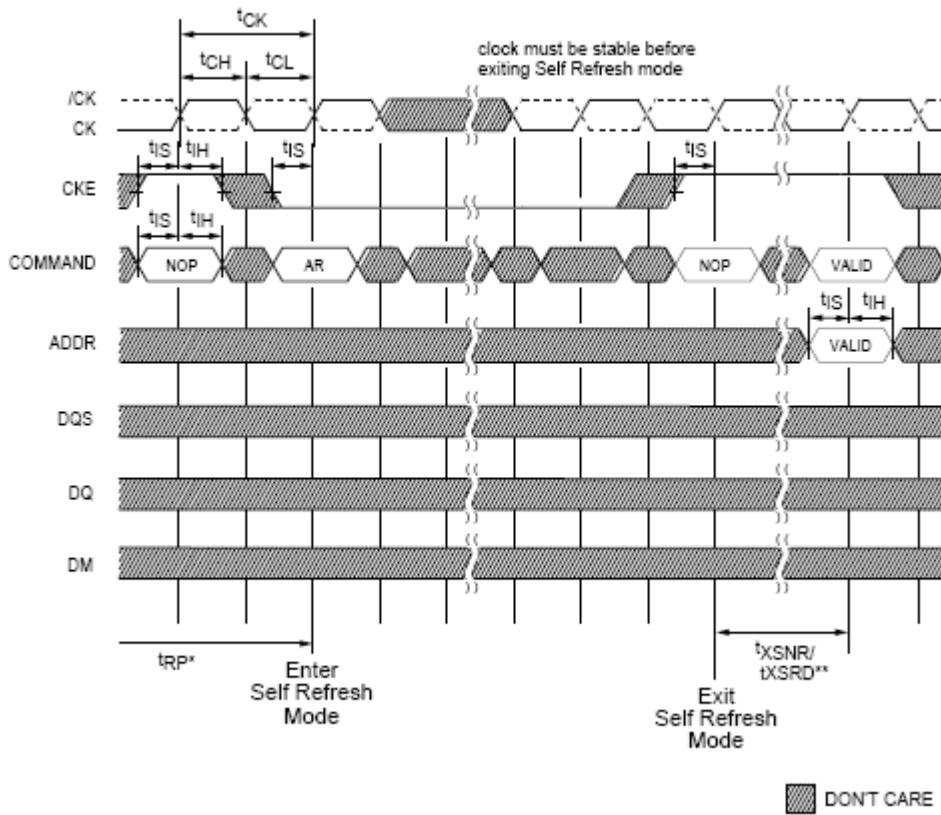 tCK
tCH tCL
clock must be stable before
exiting Self Refresh mode
/CK
CK
tIS tIH tIS tIS
CKE
tIS tIH
COMMAND NOP AR NOP VALID
tIS tIH
ADDR VALID
DQS
DQ
DM
tRP*
tXSNR/
tXSRD**
Enter
Self Refresh
Mode
Exit
Self Refresh
Mode
DON'T CARE